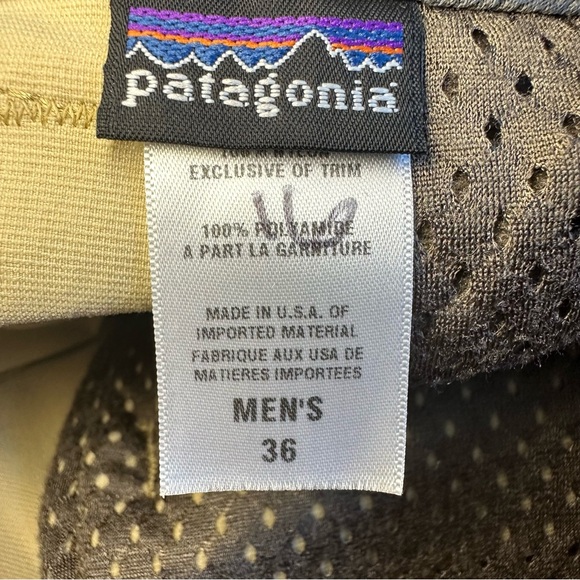 patagonia
EXCLUSIVE OF TRIM
100% POLYAMIDE
A PART LA GARNITURE
MADE IN U.S.A. OF
IMPORTED MATERIAL
FABRIQUE AUX USA DE
MATIERES IMPORTEES
MEN'S
36